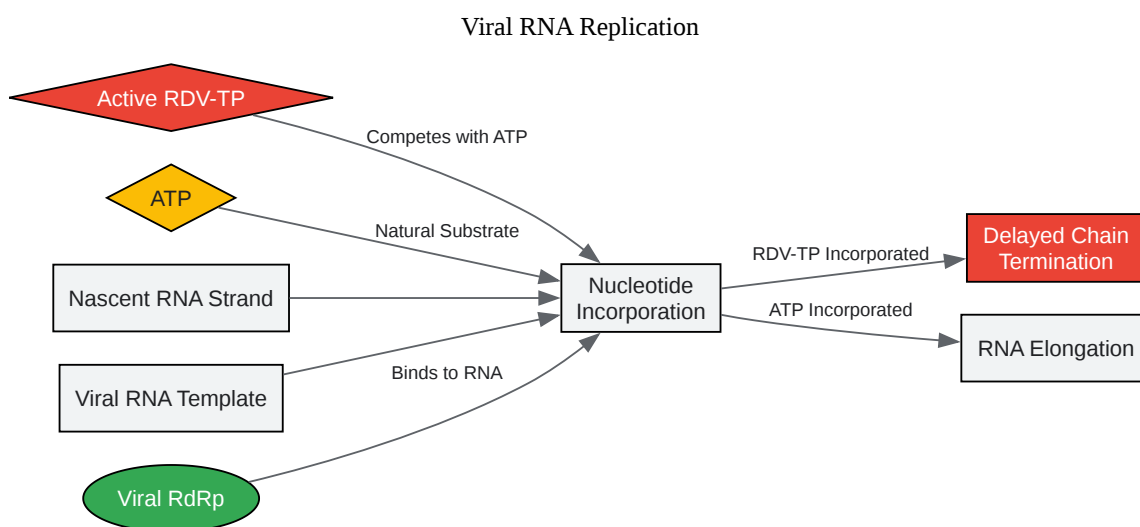 Viral RNA Replication
Active RDV-TP
Competes with ATP
ATP
Natural Substrate
Nascent RNA Strand
Viral RNA Template
Binds to RNA
Viral RdRp
Nucleotide
Incorporation
RDV-TP Incorporated
ATP Incorporated
Delayed Chain
Termination
RNA Elongation